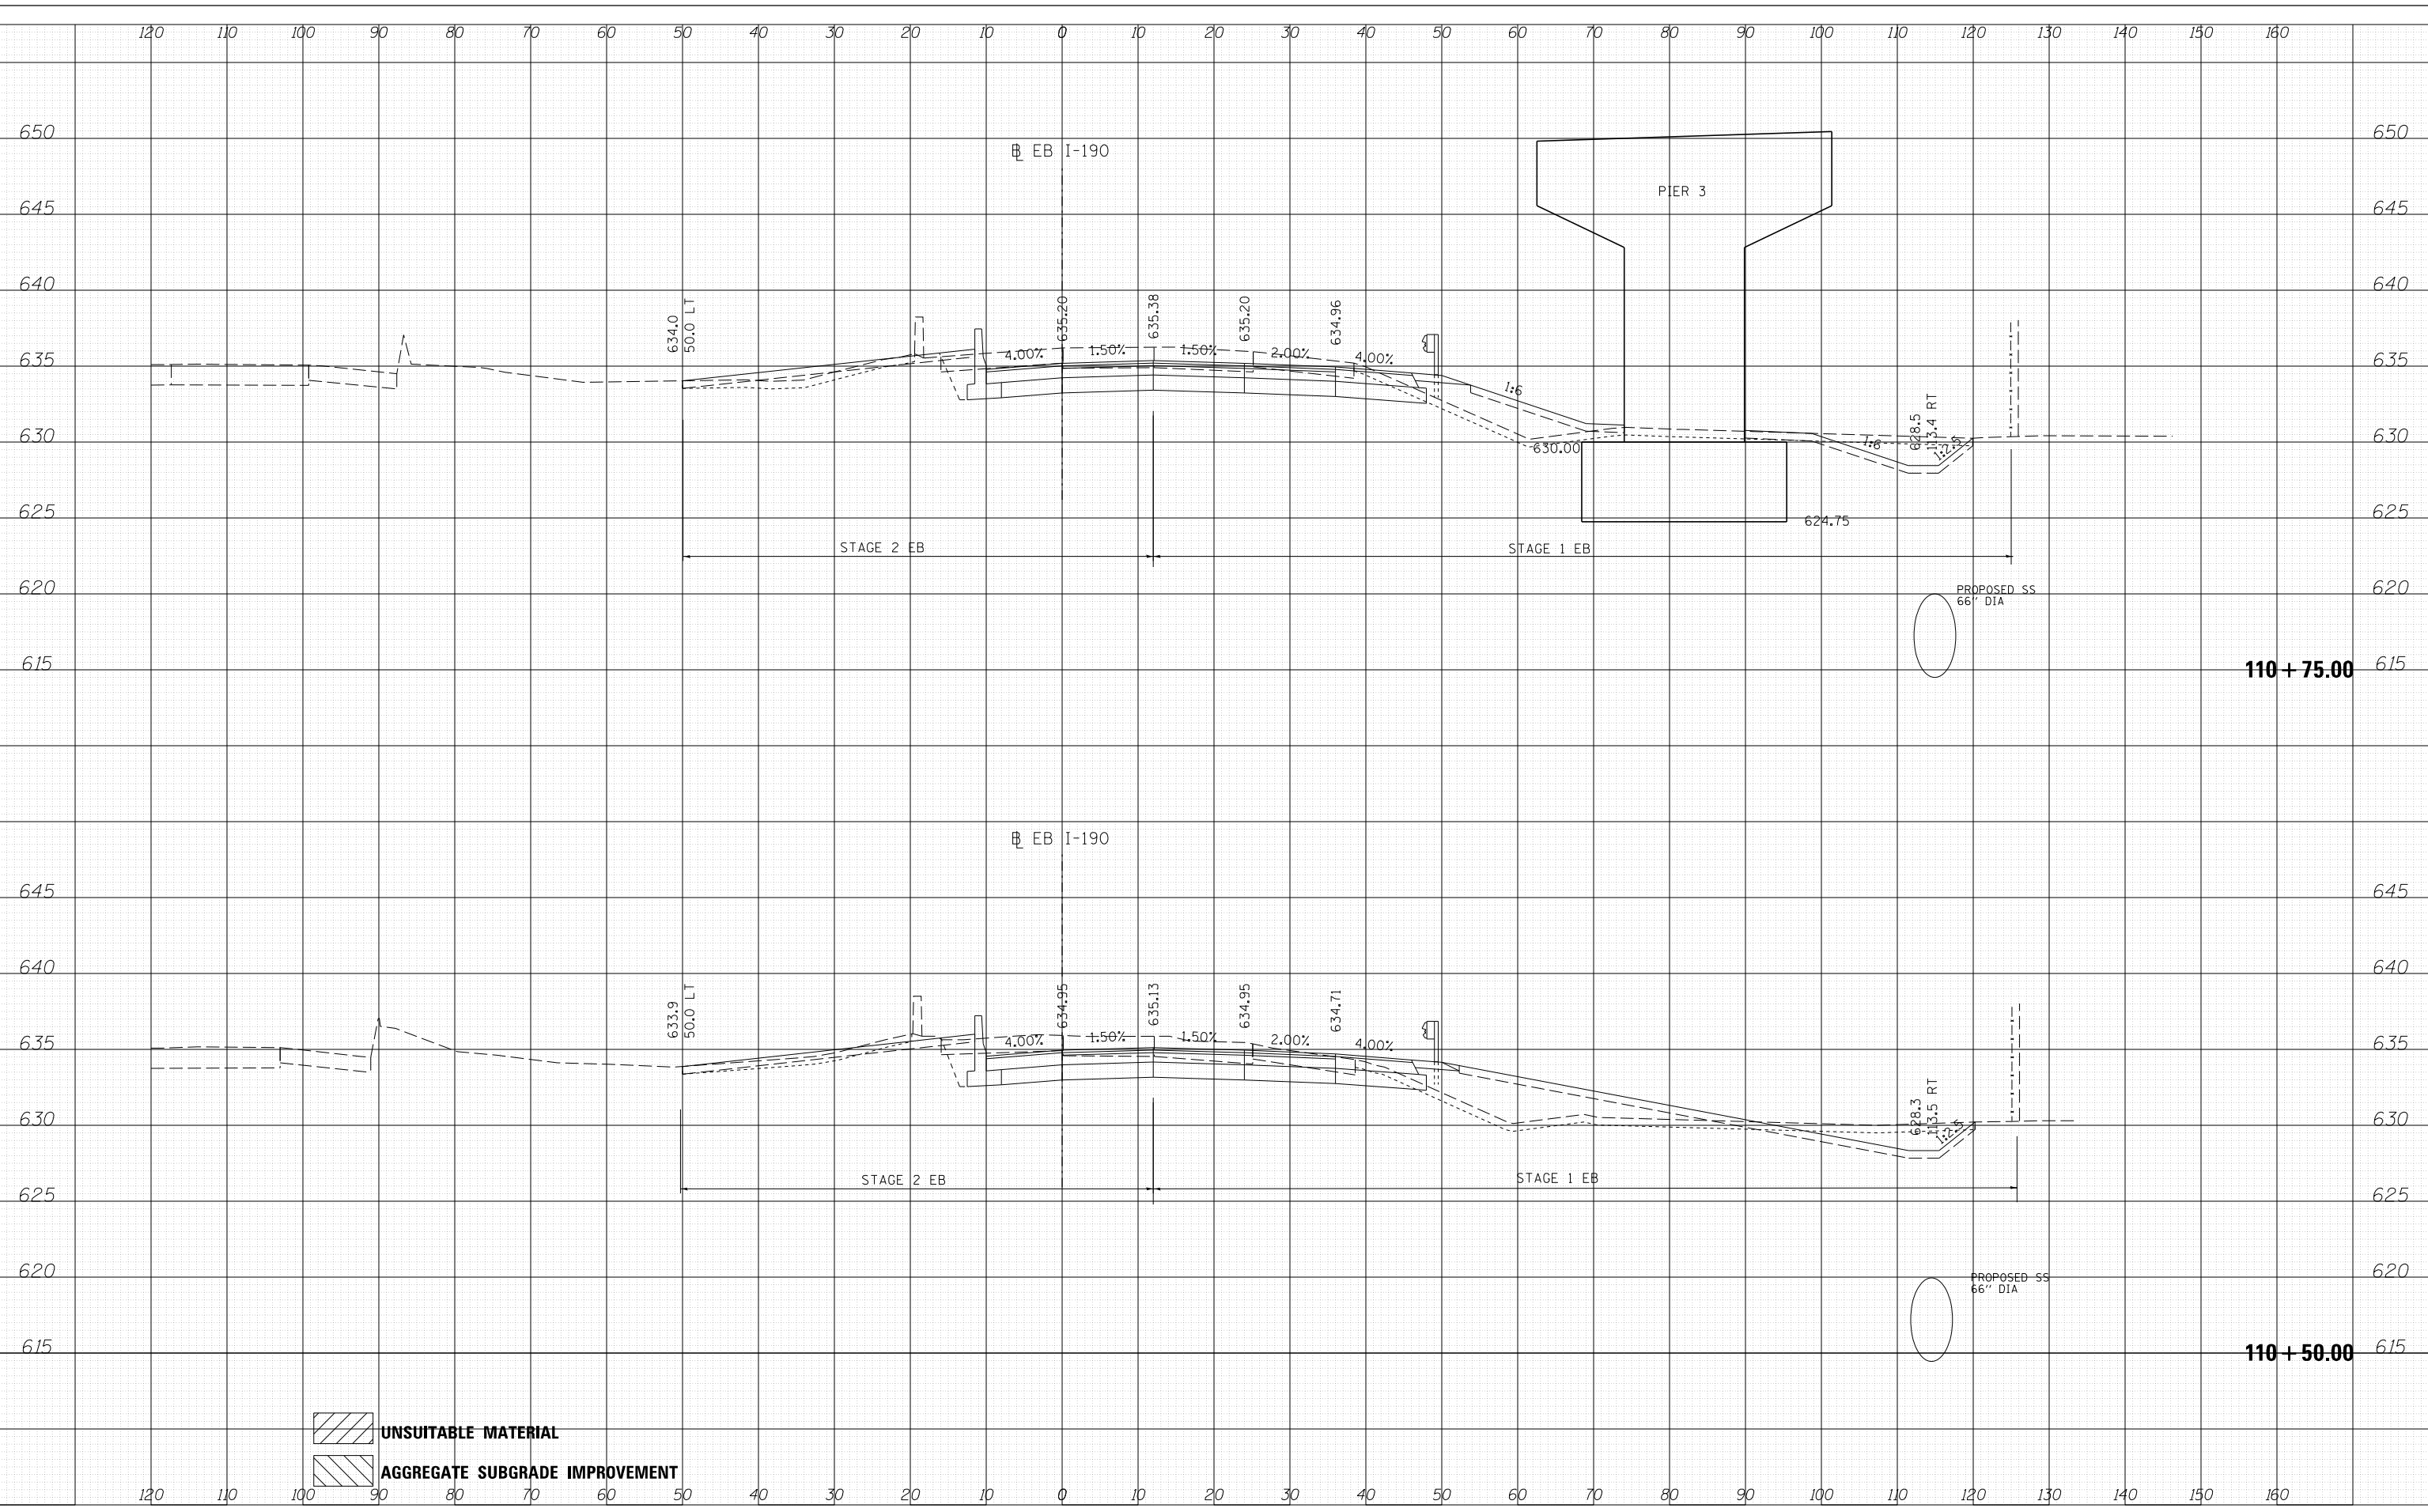 120 110 100 90 80 70 60 50 40 30 20 10 0 10 20 30 40 50 60 70 80 90 100 110 120 130 140 150 160
650 650
℄ EB I-190
PIER 3
645 645
640 640
634.0
50.0 LT
635.20
635.38
635.20
634.96
635 635
4.00% 1.50% 1.50% 2.00% 4.00%
1:6
628.5
113.4 RT
630 630
630.00
1:6
1:2.5
625 625
624.75
STAGE 2 EB STAGE 1 EB
620 620
PROPOSED SS
66" DIA
615 615
110+75.00
℄ EB I-190
645 645
640 640
633.9
50.0 LT
634.95
635.13
634.95
634.71
635 635
4.00% 1.50% 1.50% 2.00% 4.00%
628.3
113.5 RT
630 630
1:2.5
STAGE 2 EB STAGE 1 EB
625 625
620 620
PROPOSED SS
66" DIA
615 615
110+50.00
UNSUITABLE MATERIAL
AGGREGATE SUBGRADE IMPROVEMENT
120 110 100 90 80 70 60 50 40 30 20 10 0 10 20 30 40 50 60 70 80 90 100 110 120 130 140 150 160